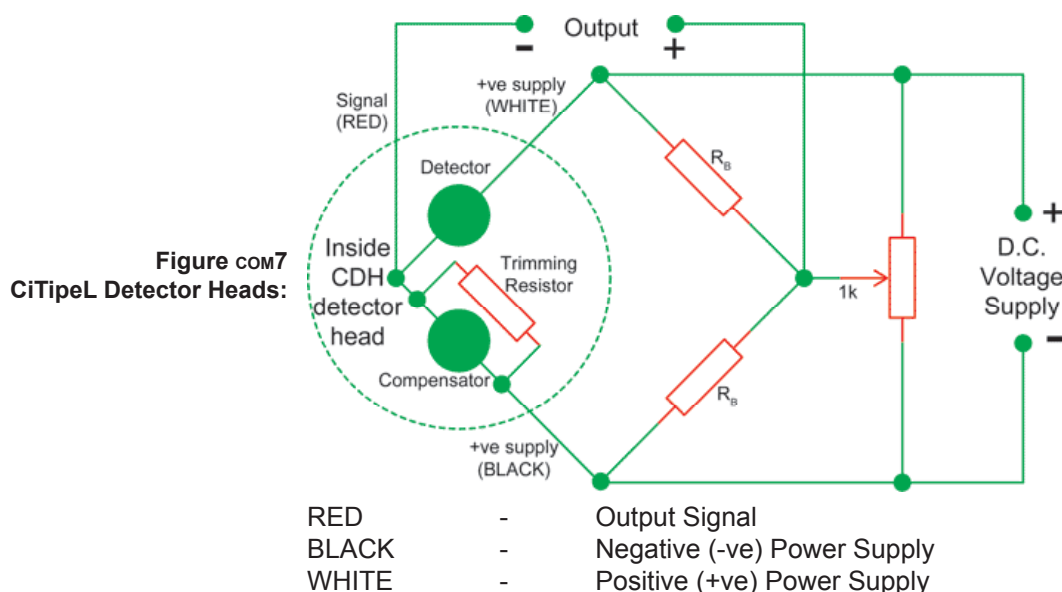 Output
-
+
+ve supply
(WHITE)
Signal
(RED)
Detector
R_B
Inside
CDH
detector
head
Trimming
Resistor
Figure COM7
CiTipeL Detector Heads:
1k
+
D.C.
Voltage
Supply
-
Compensator
R_B
+ve supply
(BLACK)
RED - Output Signal
BLACK - Negative (-ve) Power Supply
WHITE - Positive (+ve) Power Supply